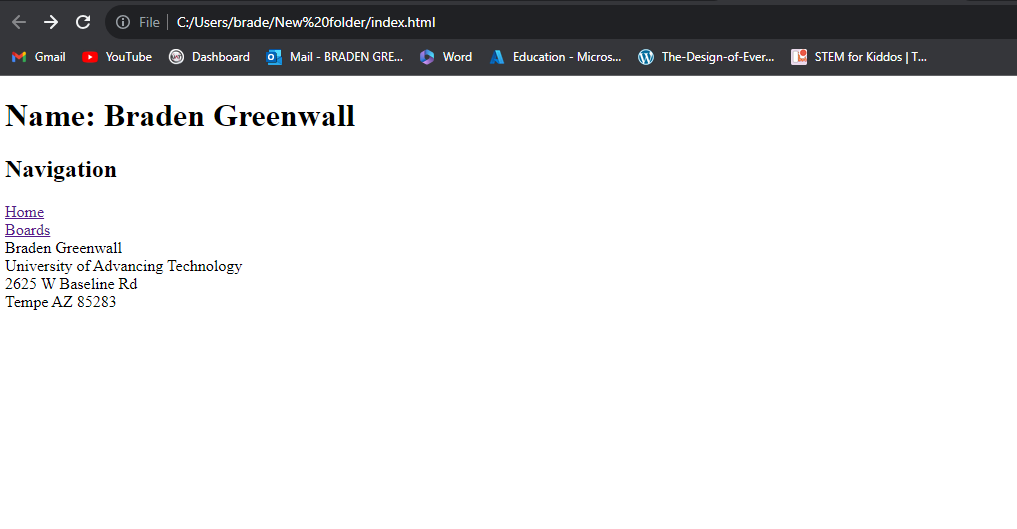 File C:/Users/brade/New%20folder/index.html
Gmail YouTube Dashboard Mail - BRADEN GRE... Word Education - Micros... The-Design-of-Ever... STEM for Kiddos | T...
Name: Braden Greenwall
Navigation
Home
Boards
Braden Greenwall
University of Advancing Technology
2625 W Baseline Rd
Tempe AZ 85283